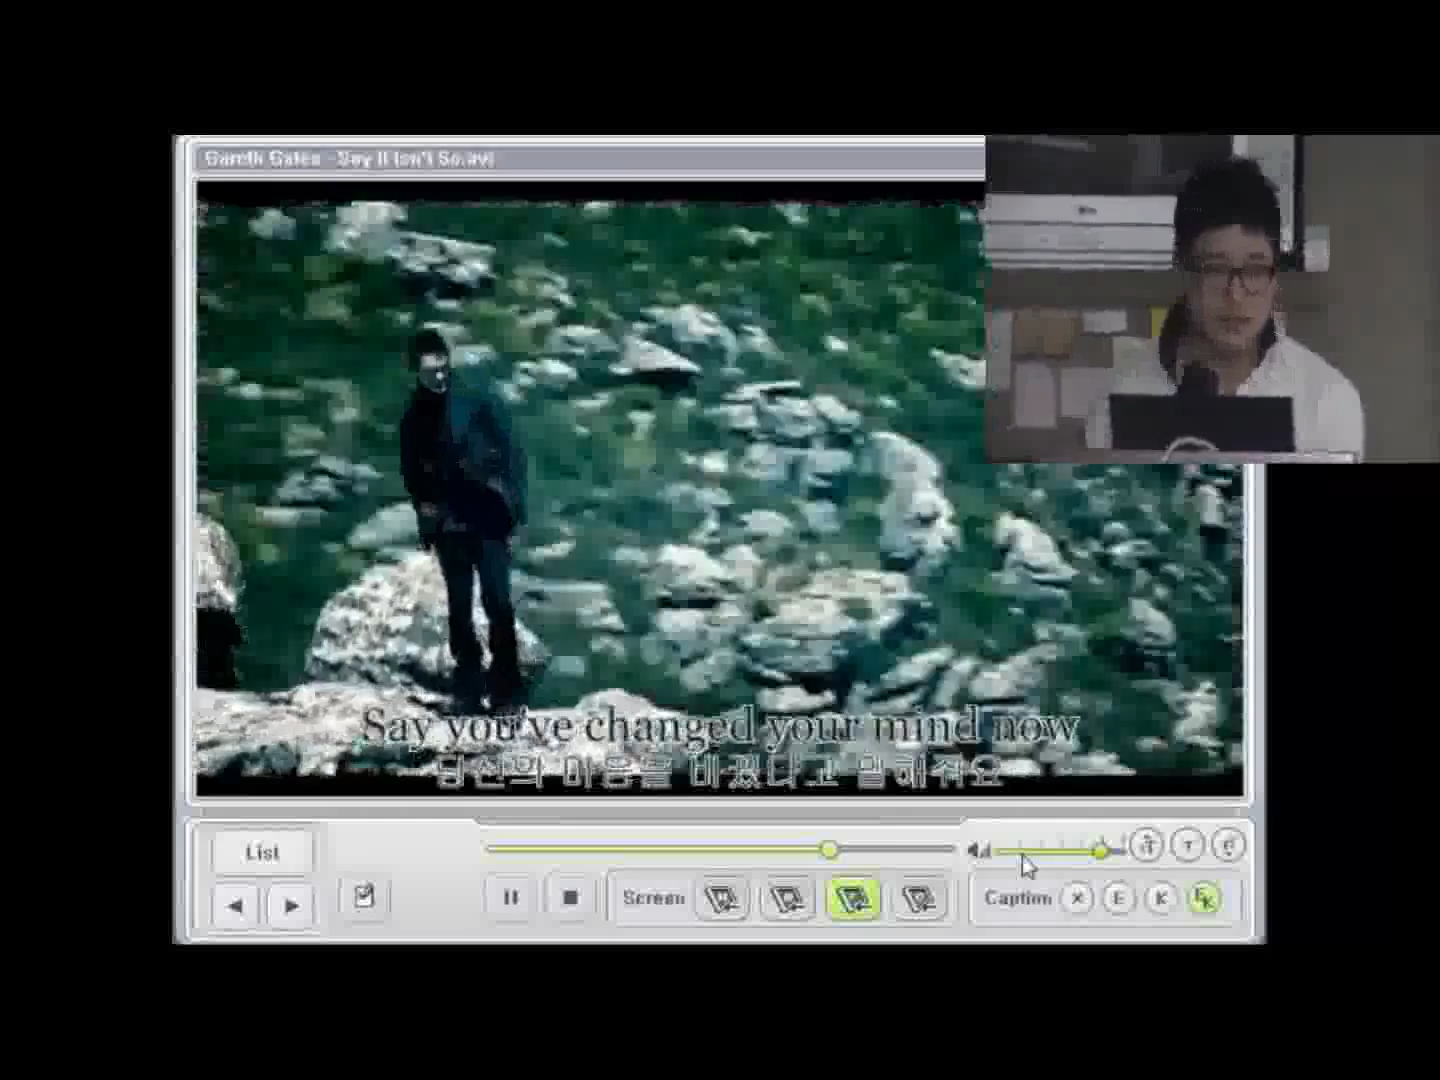 Gareth Gates - Say It Isn't So.avi
Say you've changed your mind now
당신의 마음을 바꿨다고 말해줘요
List
Screen
Caption
X
E
K
EK